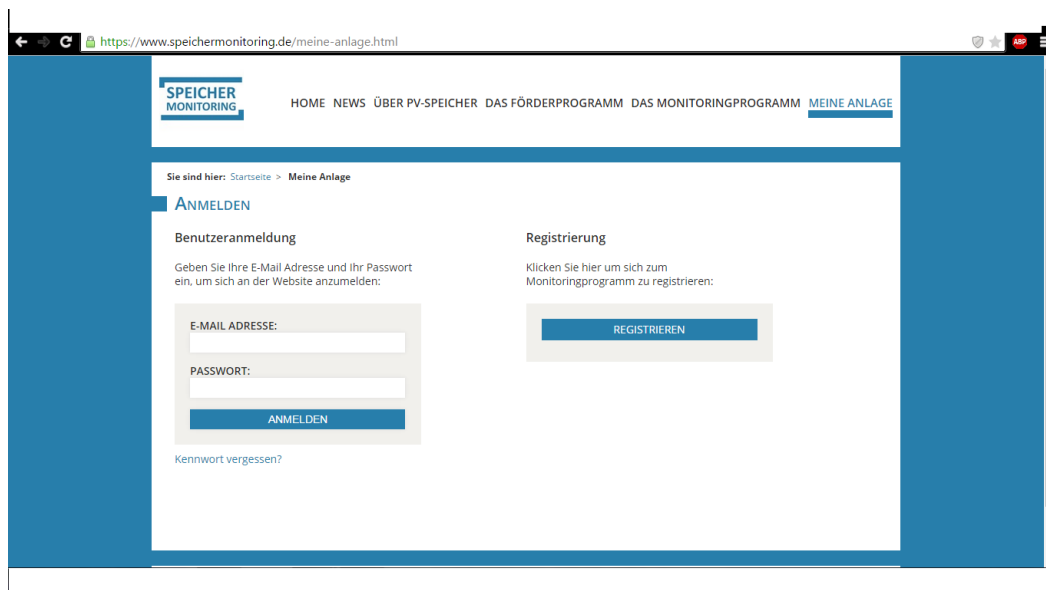 https://www.speichermonitoring.de/meine-anlage.html
ABP
SPEICHER
MONITORING
HOME NEWS ÜBER PV-SPEICHER DAS FÖRDERPROGRAMM DAS MONITORINGPROGRAMM MEINE ANLAGE
Sie sind hier: Startseite > Meine Anlage
ANMELDEN
Benutzeranmeldung
Geben Sie Ihre E-Mail Adresse und Ihr Passwort
ein, um sich an der Website anzumelden:
E-MAIL ADRESSE:
PASSWORT:
ANMELDEN
Kennwort vergessen?
Registrierung
Klicken Sie hier um sich zum
Monitoringprogramm zu registrieren:
REGISTRIEREN